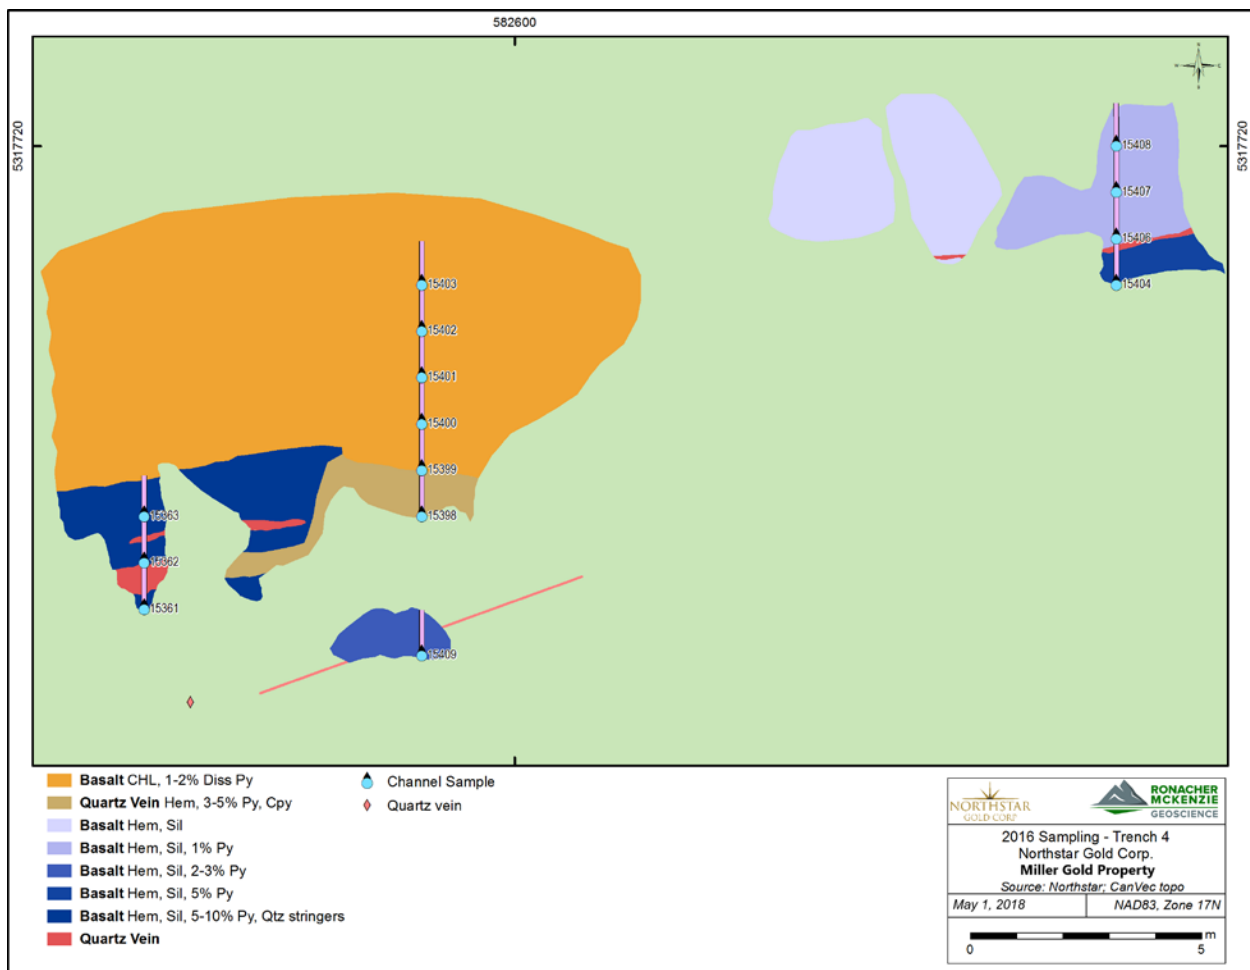 582600
N
5317720
5317720
15408
15407
15406
15404
15403
15402
15401
15400
15399
15398
15363
15362
15361
15409
Basalt CHL, 1-2% Diss Py
Quartz Vein Hem, 3-5% Py, Cpy
Basalt Hem, Sil
Basalt Hem, Sil, 1% Py
Basalt Hem, Sil, 2-3% Py
Basalt Hem, Sil, 5% Py
Basalt Hem, Sil, 5-10% Py, Qtz stringers
Quartz Vein
Channel Sample
Quartz vein
NORTHSTAR
GOLD CORP
RONACHER
MCKENZIE
GEOSCIENCE
2016 Sampling - Trench 4
Northstar Gold Corp.
Miller Gold Property
Source: Northstar; CanVec topo
May 1, 2018 NAD83, Zone 17N
m
0 5